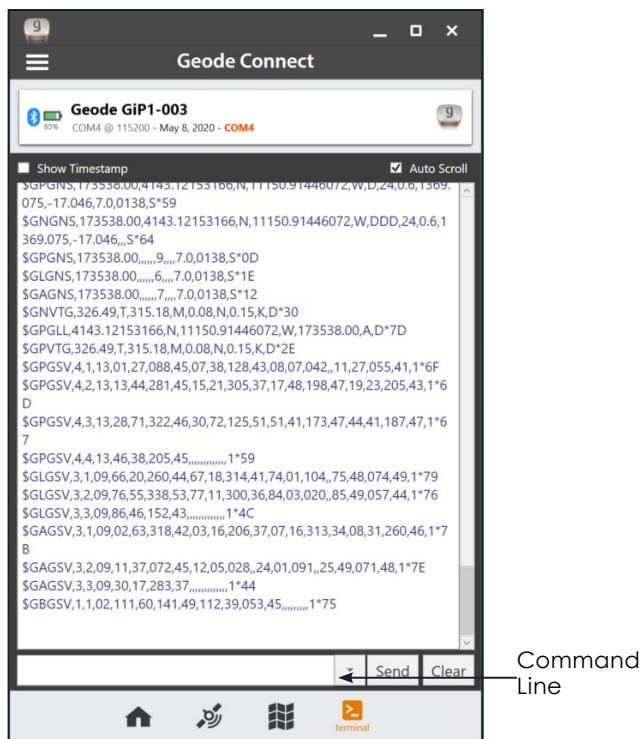 g
Geode Connect
Geode GiP1-003
85%
COM4 @ 115200 - May 8, 2020 - COM4
g
Show Timestamp
Auto Scroll
$GPGNS,173538.00,4143.12153166,N,11150.91446072,W,D,24,0.6,1369.
075,-17.046,7.0,0138,S*59
$GNGNS,173538.00,4143.12153166,N,11150.91446072,W,DDD,24,0.6,1
369.075,-17.046,,,S*64
$GPGNS,173538.00,,,,,,9,,,,7.0,0138,S*0D
$GLGNS,173538.00,,,,,,6,,,,7.0,0138,S*1E
$GAGNS,173538.00,,,,,,7,,,,7.0,0138,S*12
$GNVTG,326.49,T,315.18,M,0.08,N,0.15,K,D*30
$GPGLL,4143.12153166,N,11150.91446072,W,173538.00,A,D*7D
$GPVTG,326.49,T,315.18,M,0.08,N,0.15,K,D*2E
$GPGSV,4,1,13,01,27,088,45,07,38,128,43,08,07,042,,11,27,055,41,1*6F
$GPGSV,4,2,13,13,44,281,45,15,21,305,37,17,48,198,47,19,23,205,43,1*6
D
$GPGSV,4,3,13,28,71,322,46,30,72,125,51,51,41,173,47,44,41,187,47,1*6
7
$GPGSV,4,4,13,46,38,205,45,,,,,,,,,,,,,1*59
$GLGSV,3,1,09,66,20,260,44,67,18,314,41,74,01,104,,75,48,074,49,1*79
$GLGSV,3,2,09,76,55,338,53,77,11,300,36,84,03,020,,85,49,057,44,1*76
$GLGSV,3,3,09,86,46,152,43,,,,,,,,,,,,,1*4C
$GAGSV,3,1,09,02,63,318,42,03,16,206,37,07,16,313,34,08,31,260,46,1*7
B
$GAGSV,3,2,09,11,37,072,45,12,05,028,,24,01,091,,25,49,071,48,1*7E
$GAGSV,3,3,09,30,17,283,37,,,,,,,,,,,,,1*44
$GBGSV,1,1,02,111,60,141,49,112,39,053,45,,,,,,,,,1*75
Send
Clear
Command
Line
terminal